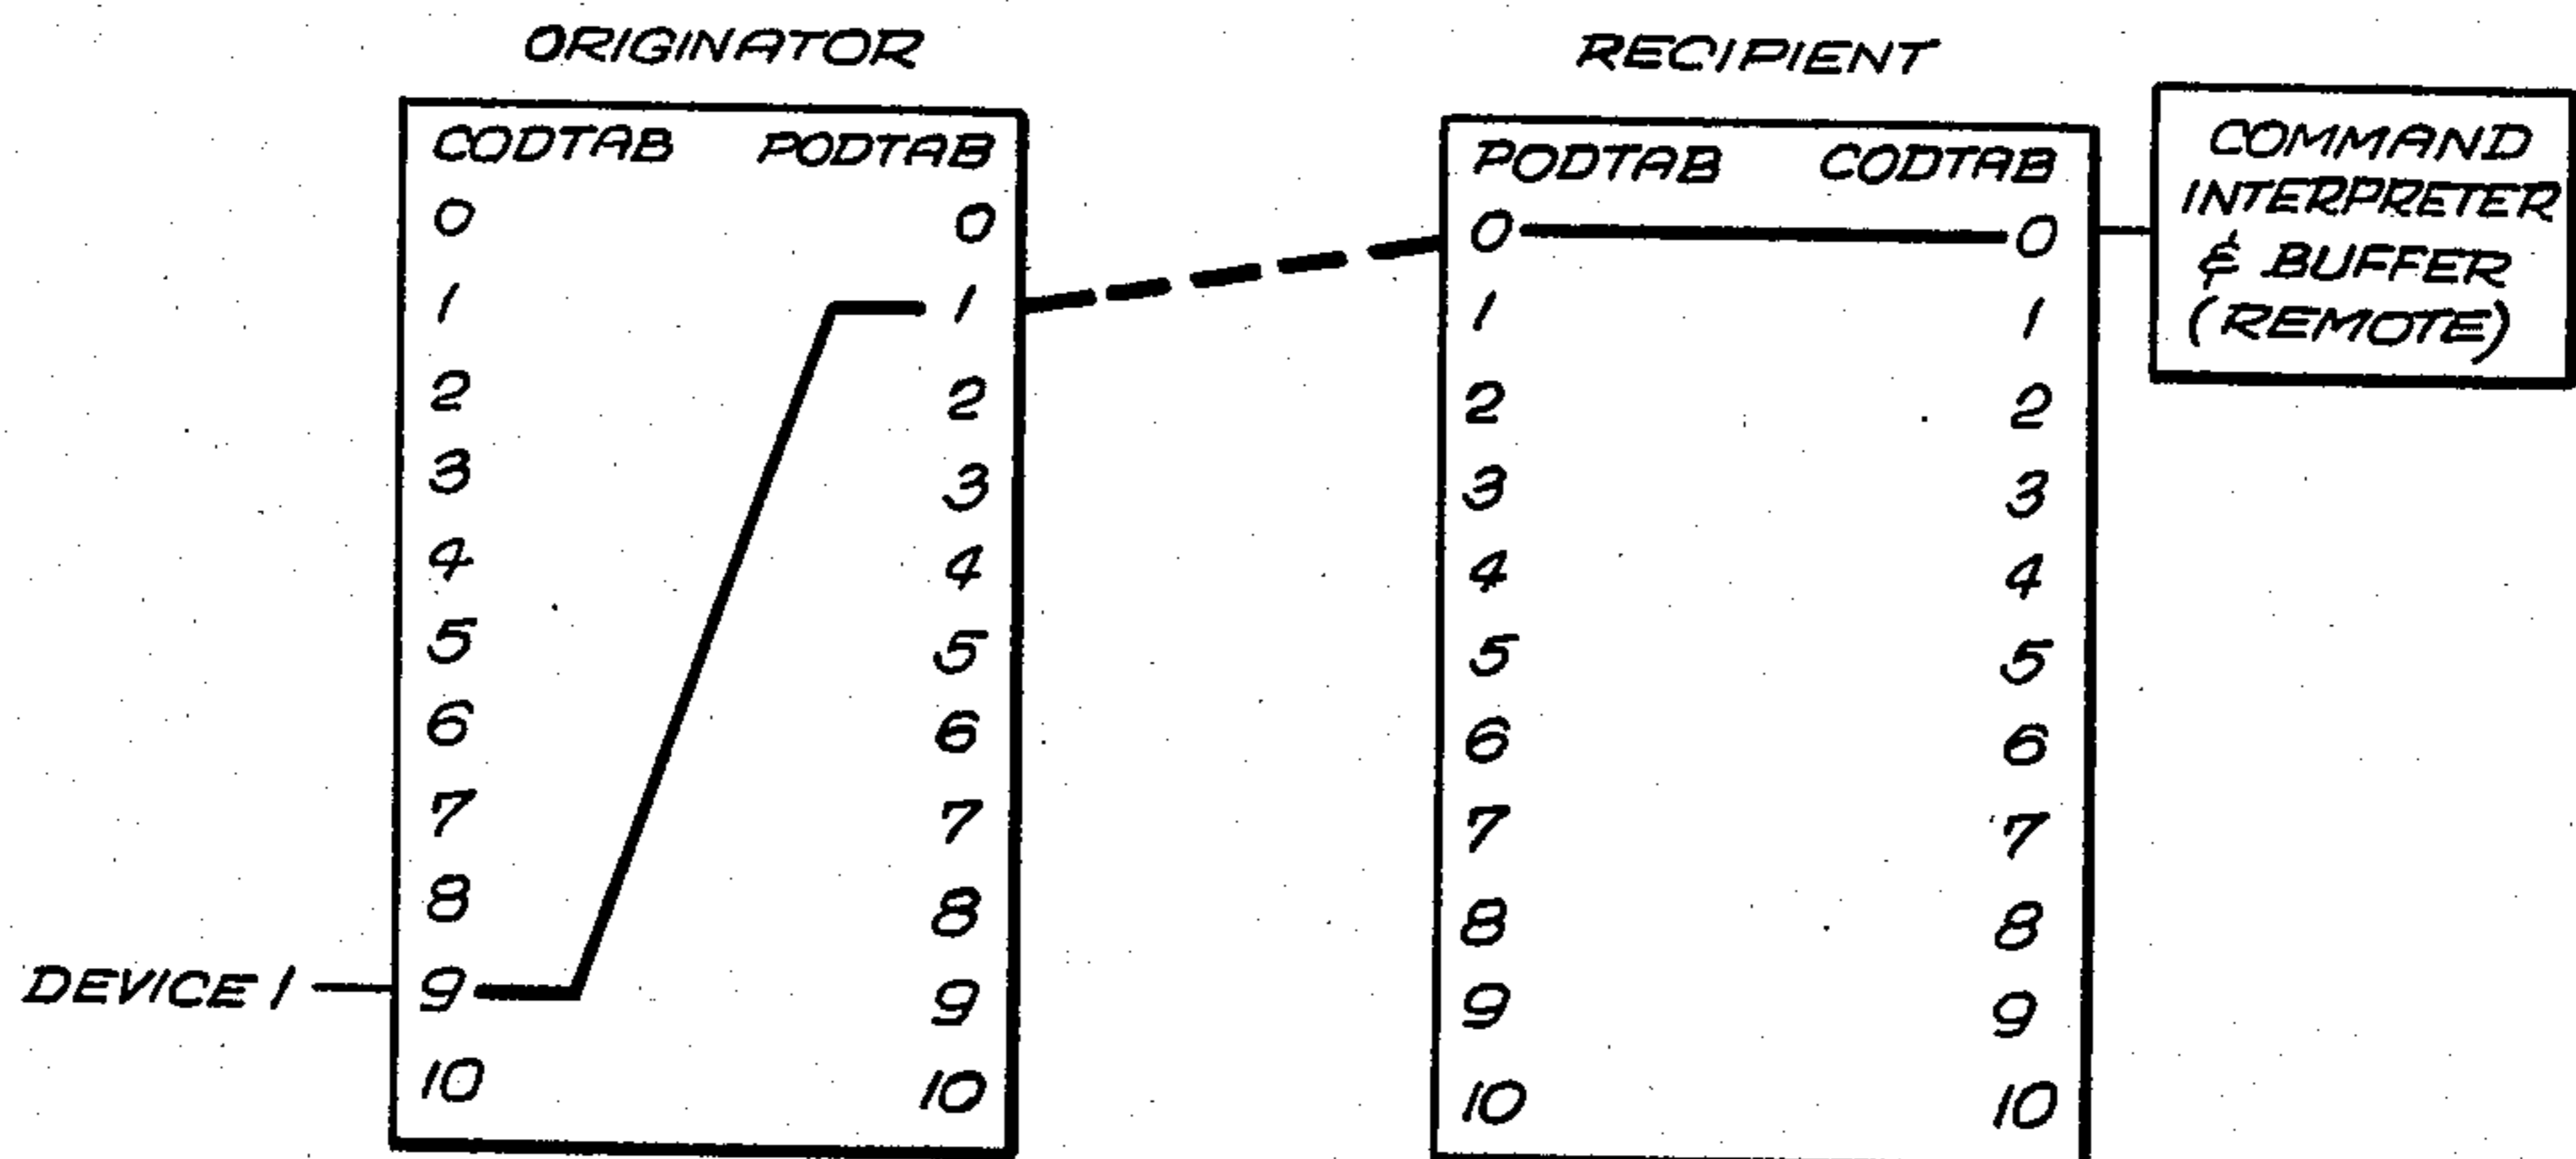 ORIGINATOR
CODTAB PODTAB
0 0
1 1
2 2
3 3
4 4
5 5
6 6
7 7
8 8
DEVICE 1 9 9
10 10
RECIPIENT
PODTAB CODTAB
0 0
1 1
2 2
3 3
4 4
5 5
6 6
7 7
8 8
9 9
10 10
COMMAND
INTERPRETER
& BUFFER
(REMOTE)